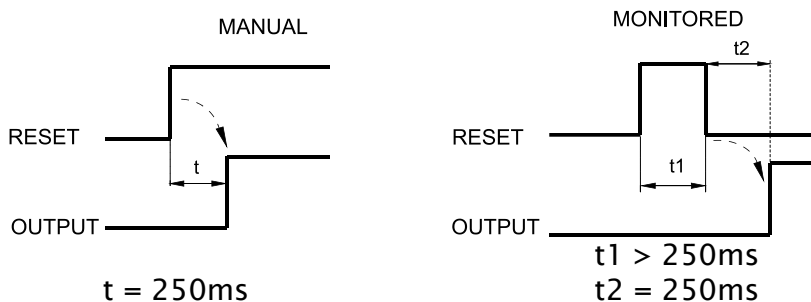 MANUAL
RESET
t
OUTPUT
t = 250ms
MONITORED
t2
RESET
t1
OUTPUT
t1 > 250ms
t2 = 250ms